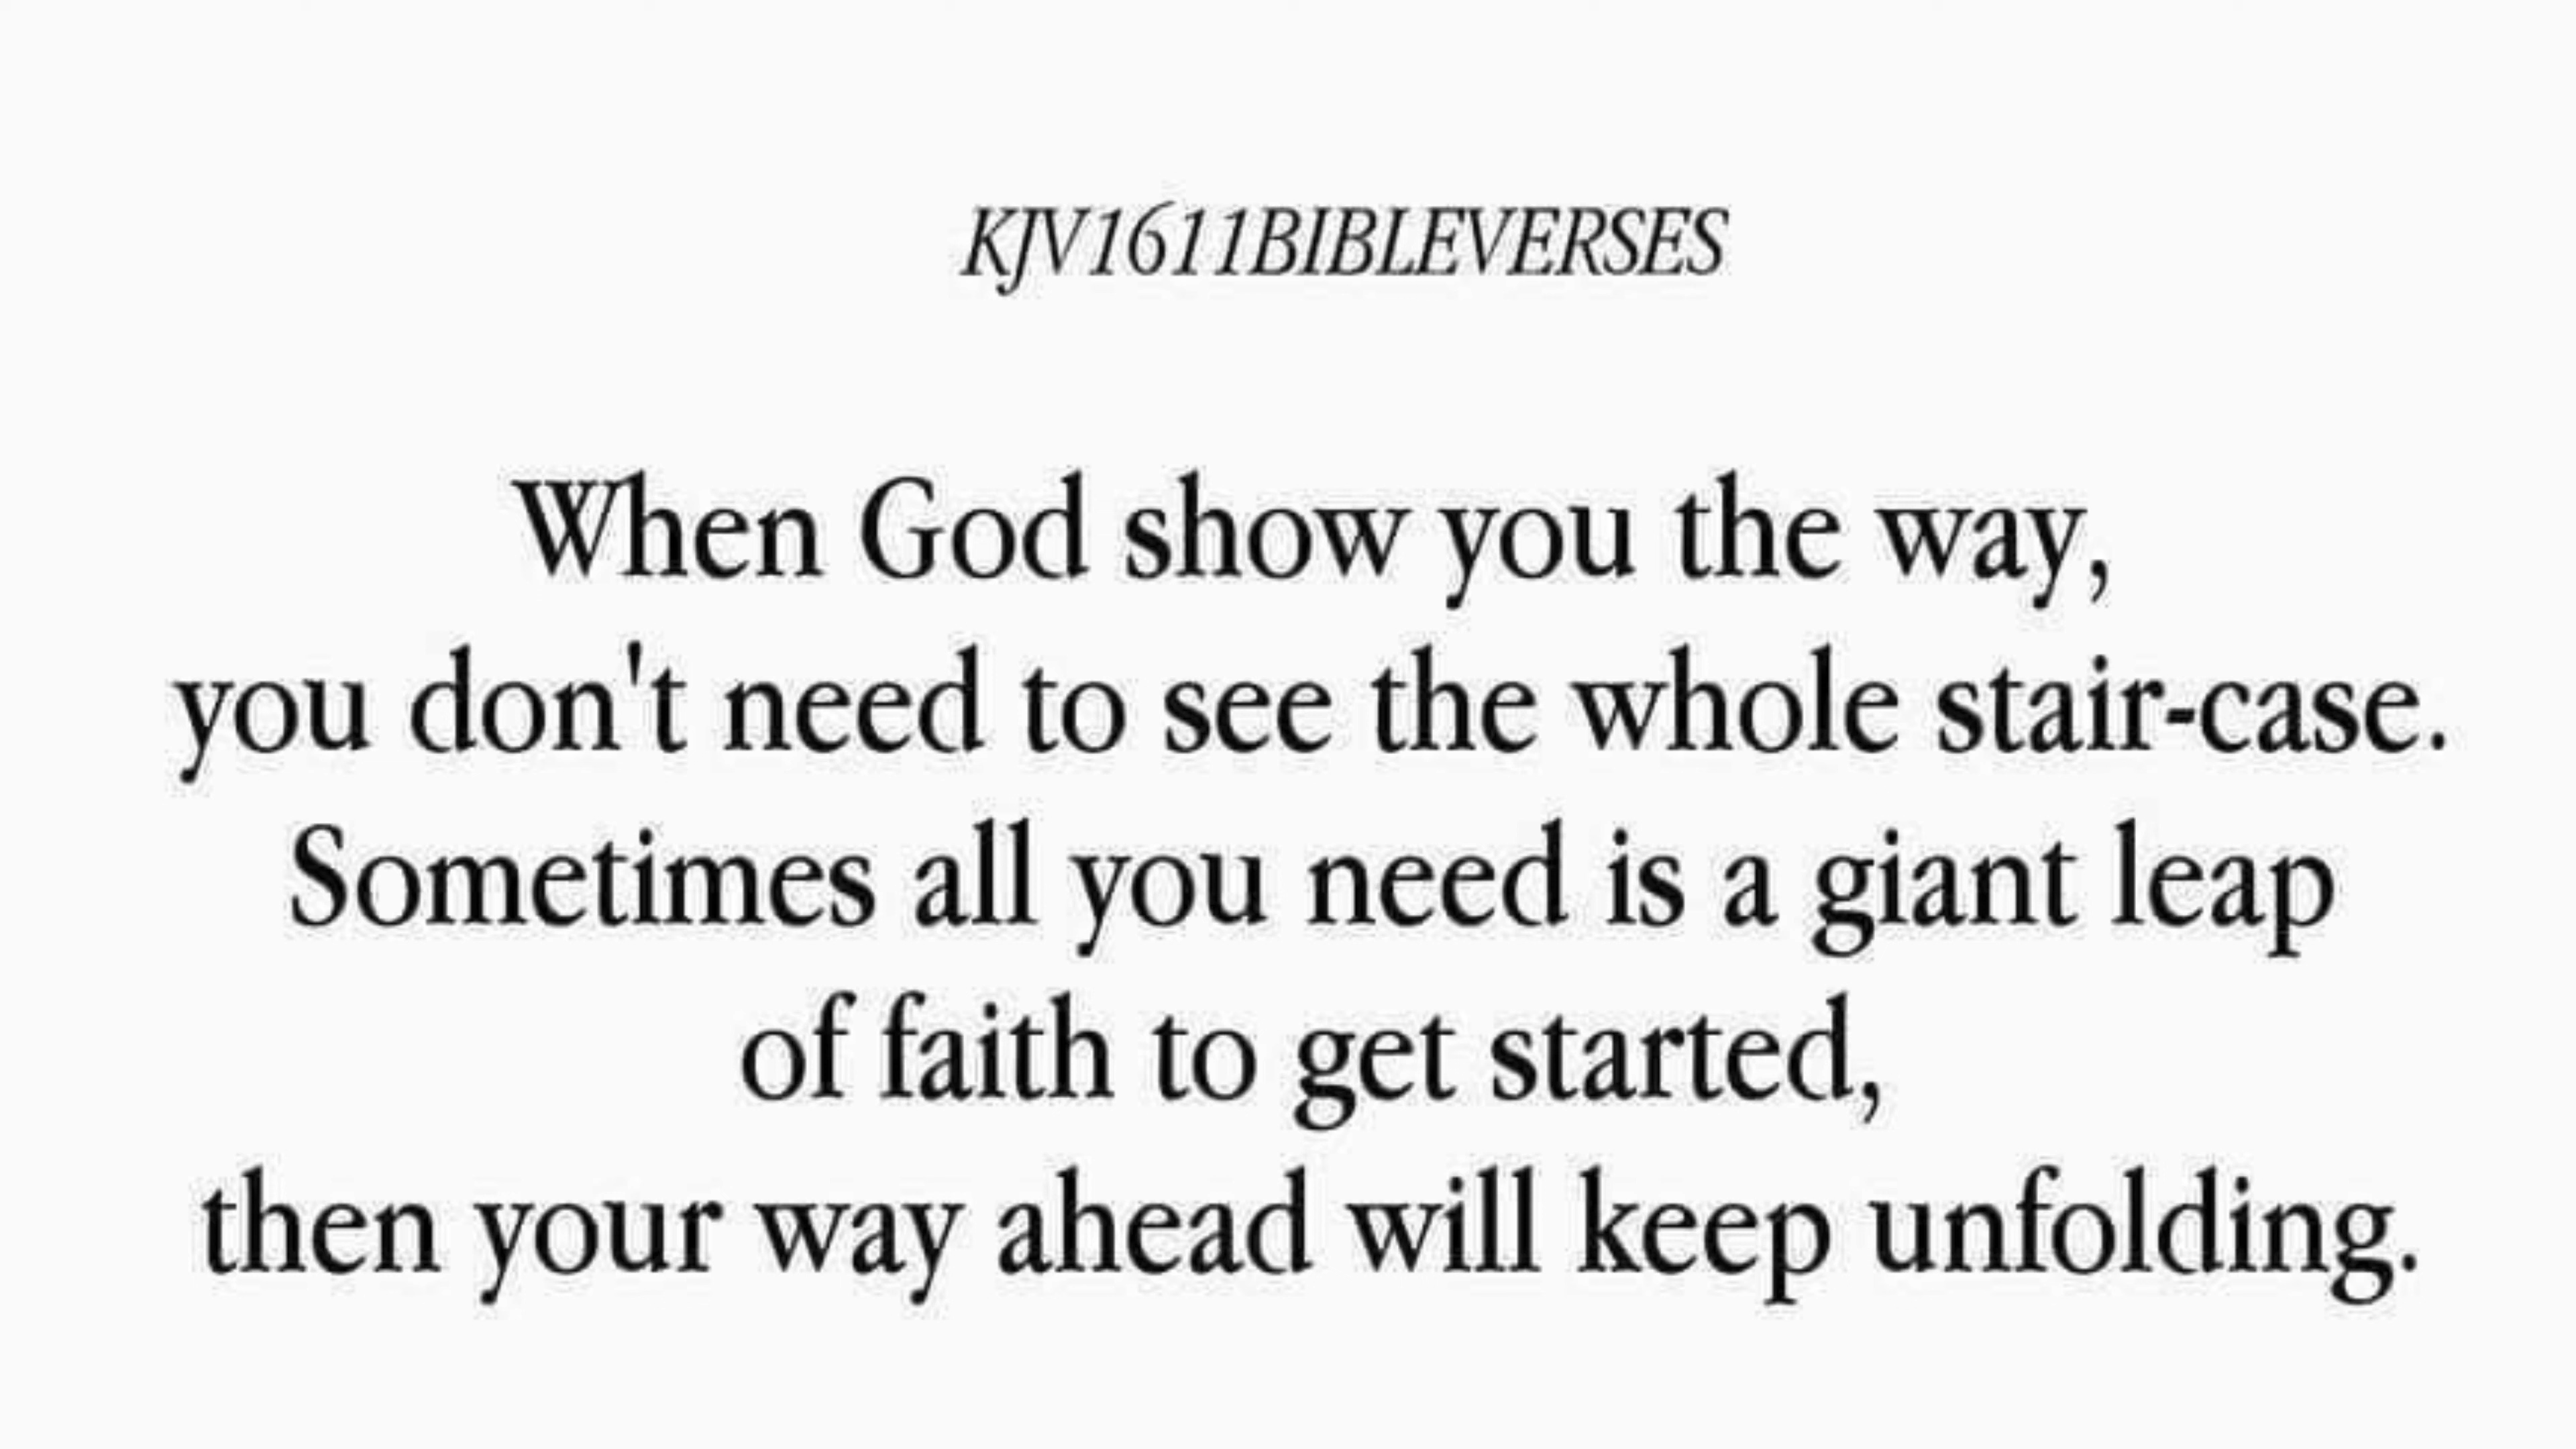 KJV1611BIBLEVERSES
When God show you the way,
you don't need to see the whole stair-case.
Sometimes all you need is a giant leap
of faith to get started,
then your way ahead will keep unfolding.